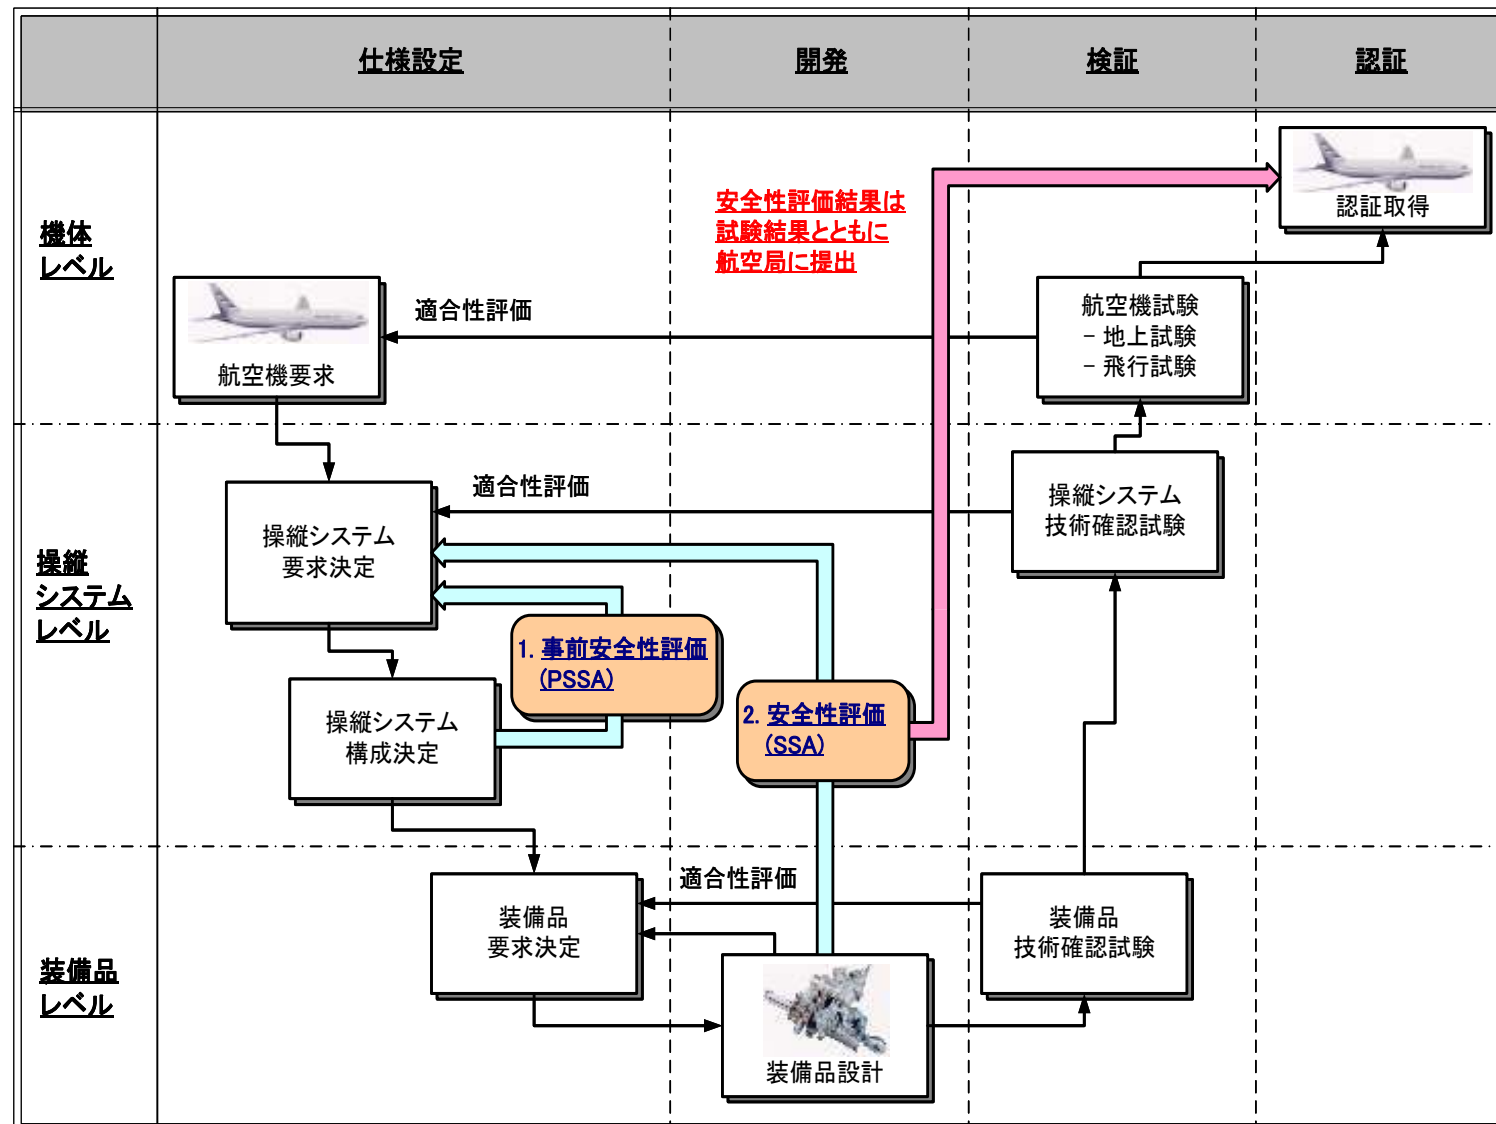 仕様設定
開発
検証
認証
機体
レベル
安全性評価結果は
試験結果とともに
航空局に提出
認証取得
航空機要求
適合性評価
航空機試験
- 地上試験
- 飛行試験
操縦
システム
レベル
操縦システム
要求決定
適合性評価
操縦システム
技術確認試験
1. 事前安全性評価
(PSSA)
操縦システム
構成決定
2. 安全性評価
(SSA)
装備品
レベル
装備品
要求決定
適合性評価
装備品
技術確認試験
装備品設計